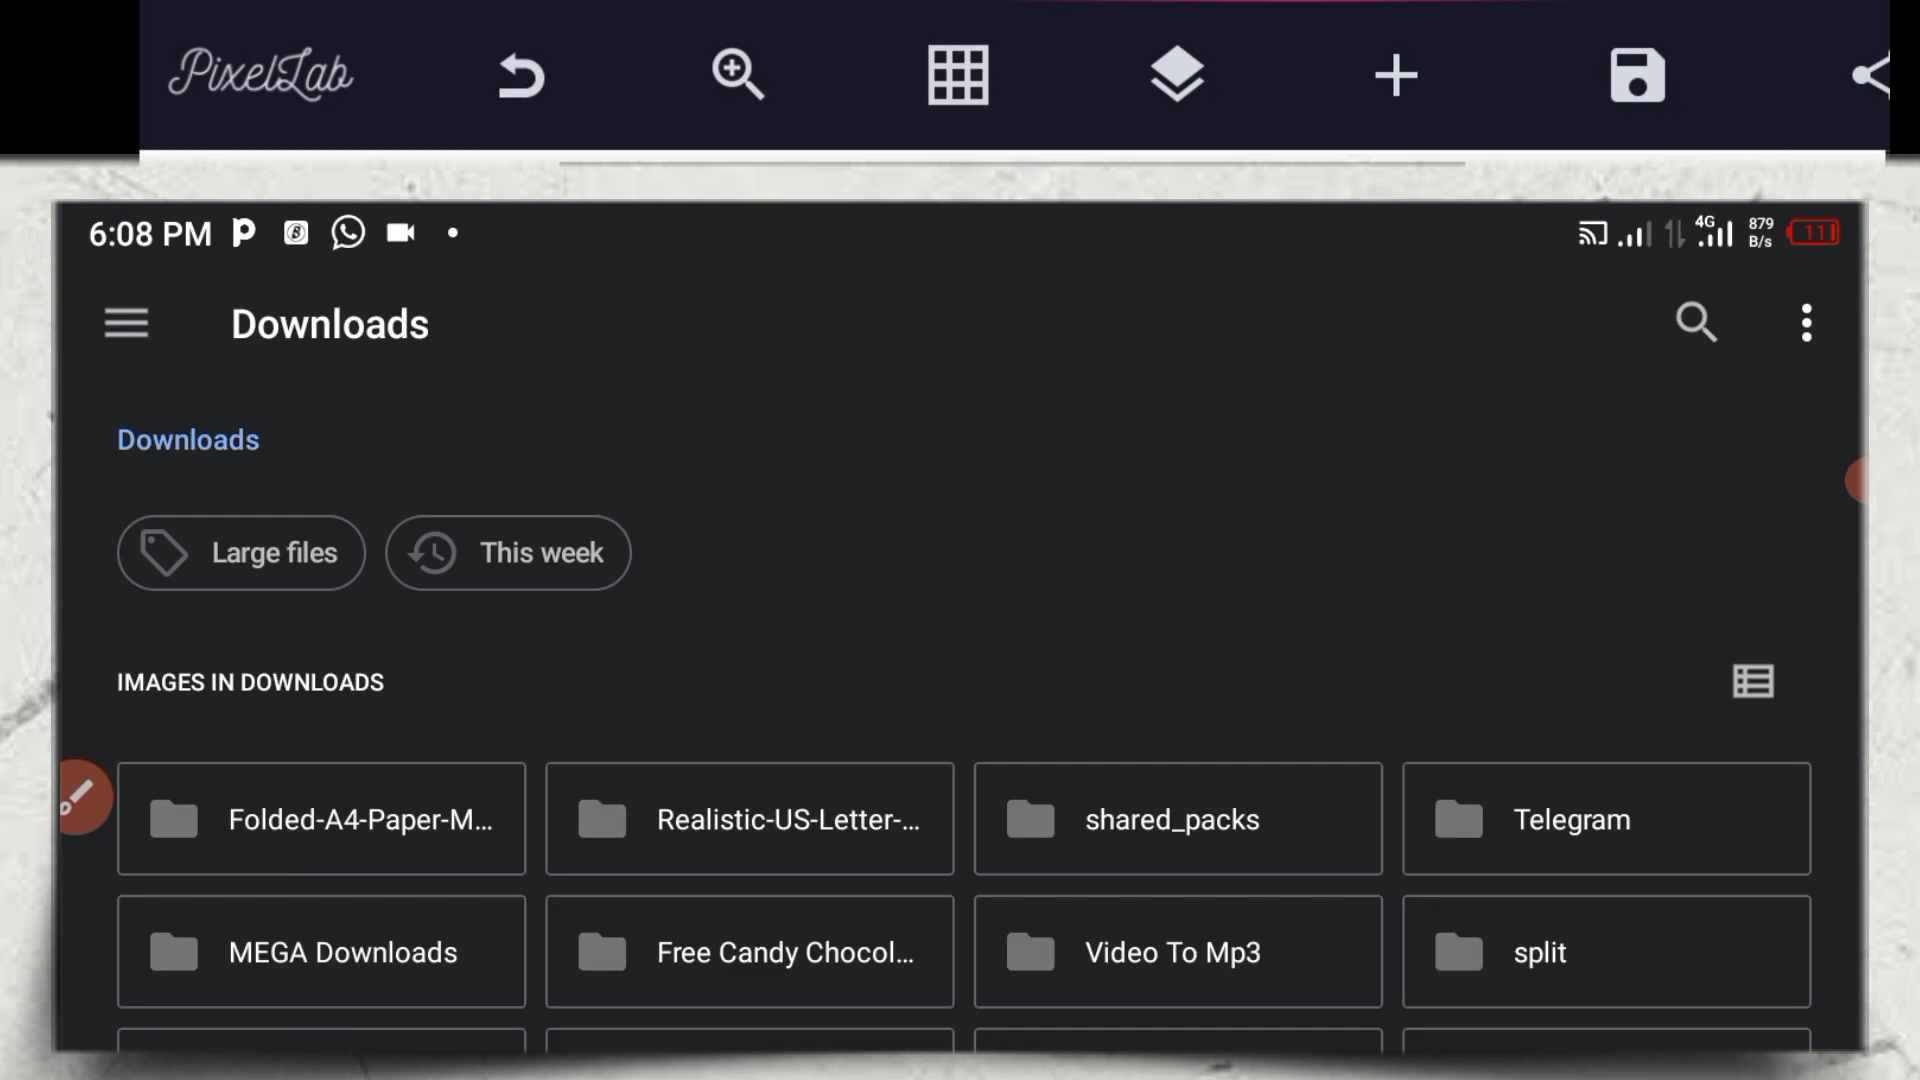 PixelLab
6:08 PM
4G
879
B/s
11
Downloads
Downloads
Large files
This week
IMAGES IN DOWNLOADS
Folded-A4-Paper-M...
Realistic-US-Letter-...
shared_packs
Telegram
MEGA Downloads
Free Candy Chocol...
Video To Mp3
split